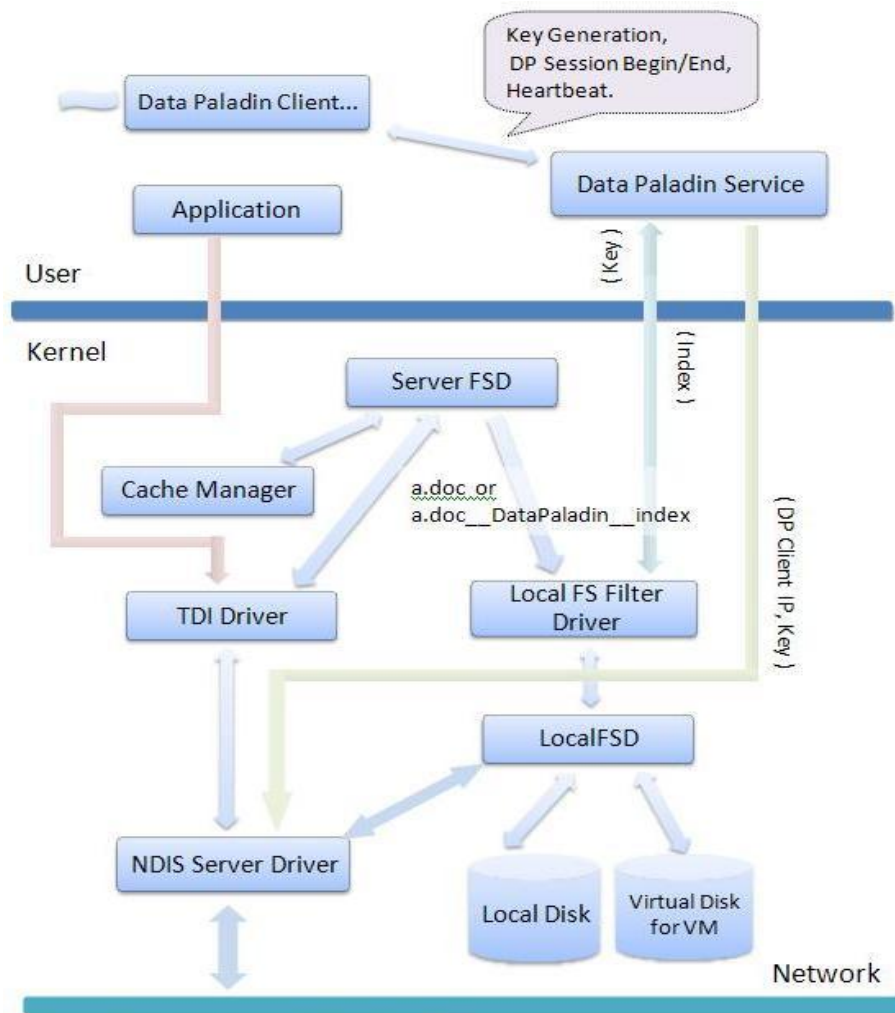 Key Generation,
DP Session Begin/End,
Heartbeat.
Data Paladin Client...
Data Paladin Service
Application
( Key )
User
Kernel
( Index )
Server FSD
Cache Manager
a.doc or
a.doc__DataPaladin__index
( DP Client IP, Key )
TDI Driver
Local FS Filter
Driver
LocalFSD
NDIS Server Driver
Local Disk
Virtual Disk
for VM
Network